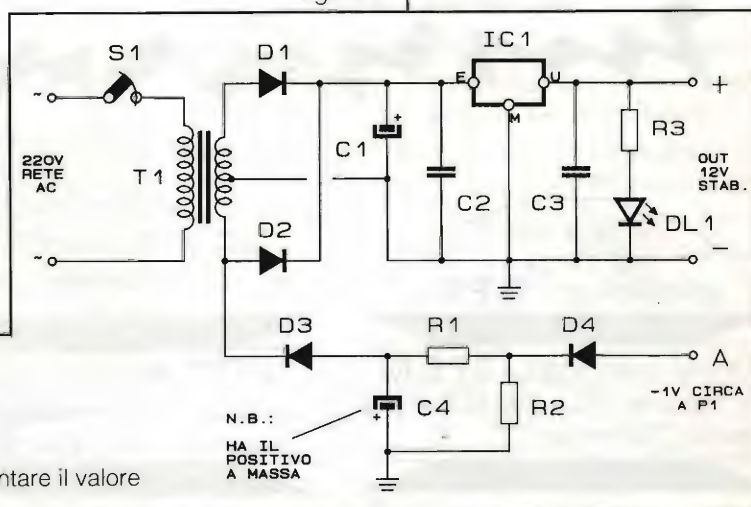 S1
D1
IC1
~
E
U
M
+
C1
+
R3
220V
RETE
AC
T1
OUT
12V
STAB.
C2
C3
DL1
D2
~
−
D3
R1
D4
A
-1V CIRCA
A P1
N.B.:
HA IL
POSITIVO
A MASSA
+
C4
R2
ntare il valore